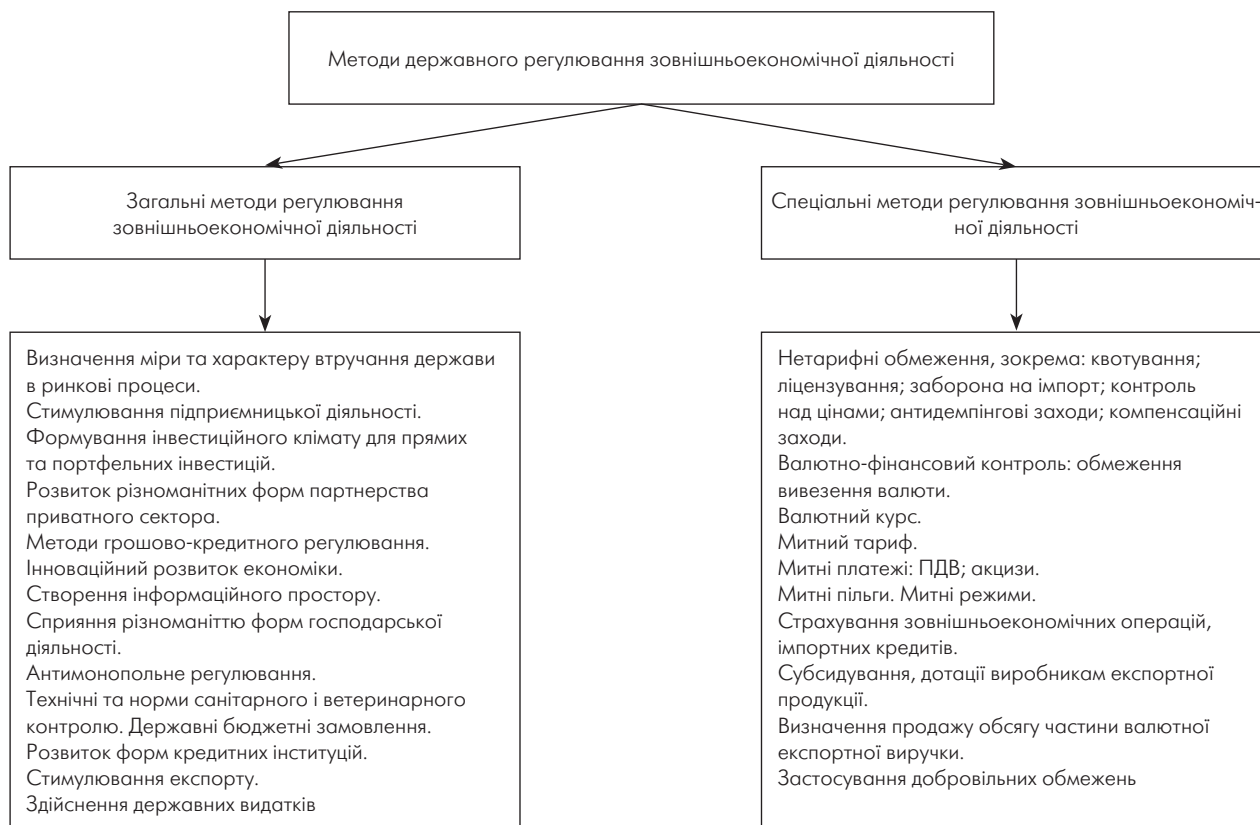 Методи державного регулювання зовнішньоекономічної діяльності
Загальні методи регулювання
зовнішньоекономічної діяльності
Спеціальні методи регулювання зовнішньоекономіч-
ної діяльності
Визначення міри та характеру втручання держави
в ринкові процеси.
Стимулювання підприємницької діяльності.
Формування інвестиційного клімату для прямих
та портфельних інвестицій.
Розвиток різноманітних форм партнерства
приватного сектора.
Методи грошово-кредитного регулювання.
Інноваційний розвиток економіки.
Створення інформаційного простору.
Сприяння різноманіттю форм господарської
діяльності.
Антимонопольне регулювання.
Технічні та норми санітарного і ветеринарного
контролю. Державні бюджетні замовлення.
Розвиток форм кредитних інституцій.
Стимулювання експорту.
Здійснення державних видатків
Нетарифні обмеження, зокрема: квотування;
ліцензування; заборона на імпорт; контроль
над цінами; антидемпінгові заходи; компенсаційні
заходи.
Валютно-фінансовий контроль: обмеження
вивезення валюти.
Валютний курс.
Митний тариф.
Митні платежі: ПДВ; акцизи.
Митні пільги. Митні режими.
Страхування зовнішньоекономічних операцій,
імпортних кредитів.
Субсидування, дотації виробникам експортної
продукції.
Визначення продажу обсягу частини валютної
експортної виручки.
Застосування добровільних обмежень